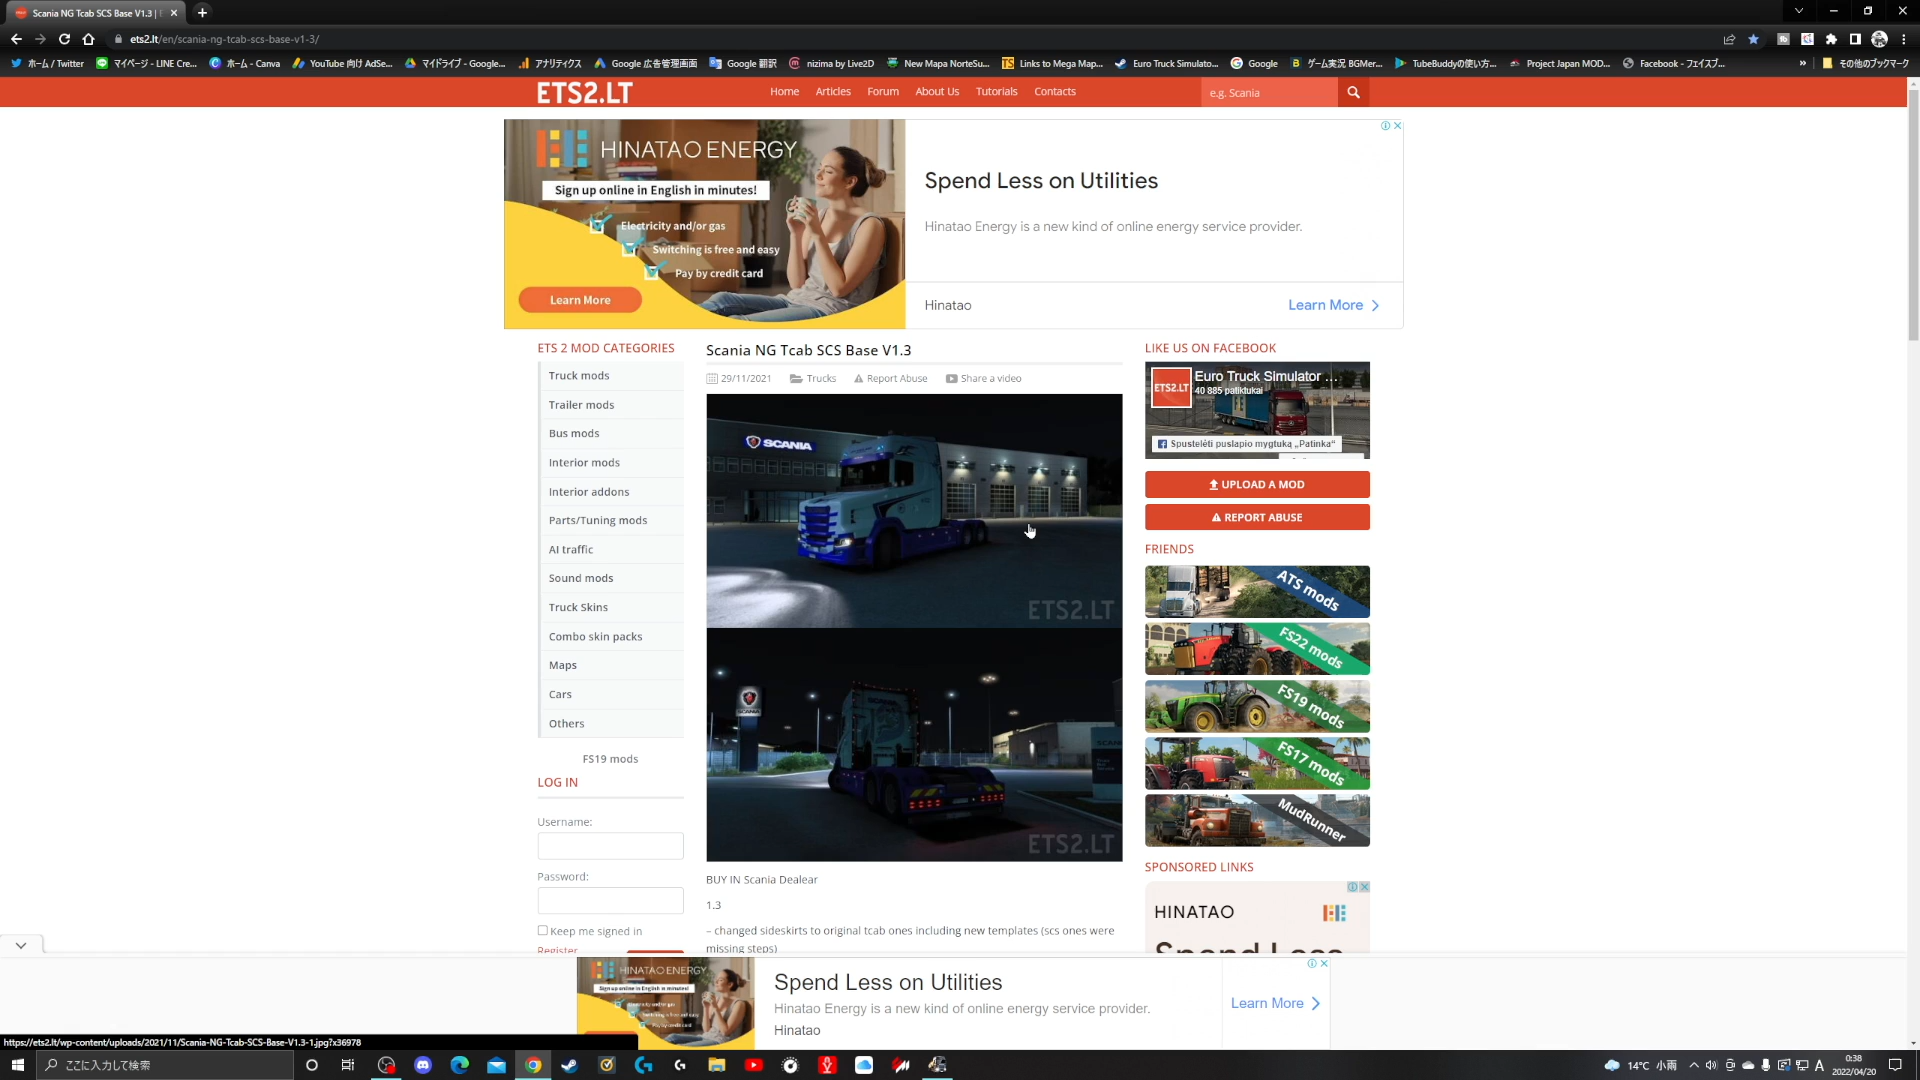 Scania NG Tcab SCS Base V1.3 |
ets2.lt/en/scania-ng-tcab-scs-base-v1-3/
ホーム / Twitter
マイページ - LINE Cre...
ホーム - Canva
YouTube 向け AdSe...
マイドライブ - Google...
アナリティクス
Google 広告管理画面
Google 翻訳
nizima by Live2D
New Mapa NorteSu...
Links to Mega Map...
Euro Truck Simulato...
Google
ゲーム実況 BGMer...
TubeBuddyの使い方...
Project Japan MOD...
Facebook - フェイスブ...
»
その他のブックマーク
ETS2.LT
Home
Articles
Forum
About Us
Tutorials
Contacts
e.g. Scania
HINATAO ENERGY
Sign up online in English in minutes!
Electricity and/or gas
Switching is free and easy
Pay by credit card
Learn More
Spend Less on Utilities
Hinatao Energy is a new kind of online energy service provider.
Hinatao
Learn More
ETS 2 MOD CATEGORIES
Truck mods
Trailer mods
Bus mods
Interior mods
Interior addons
Parts/Tuning mods
AI traffic
Sound mods
Truck Skins
Combo skin packs
Maps
Cars
Others
FS19 mods
LOG IN
Username:
Password:
Keep me signed in
Register
Scania NG Tcab SCS Base V1.3
29/11/2021
Trucks
Report Abuse
Share a video
SCANIA
ETS2.LT
ETS2.LT
BUY IN Scania Dealear
1.3
– changed sideskirts to original tcab ones including new templates (scs ones were
missing steps)
LIKE US ON FACEBOOK
ETS2.LT
Euro Truck Simulator ...
40 885 patiktukai
Spustelėti puslapio mygtuką „Patinka“
UPLOAD A MOD
REPORT ABUSE
FRIENDS
ATS mods
FS22 mods
FS19 mods
FS17 mods
MudRunner
SPONSORED LINKS
HINATAO
Spend Less
HINATAO ENERGY
Sign up online in English in minutes!
Spend Less on Utilities
Hinatao Energy is a new kind of online energy service provider.
Hinatao
Learn More
https://ets2.lt/wp-content/uploads/2021/11/Scania-NG-Tcab-SCS-Base-V1.3-1.jpg?x36978
ここに入力して検索
14°C 小雨
A
0:38
2022/04/20